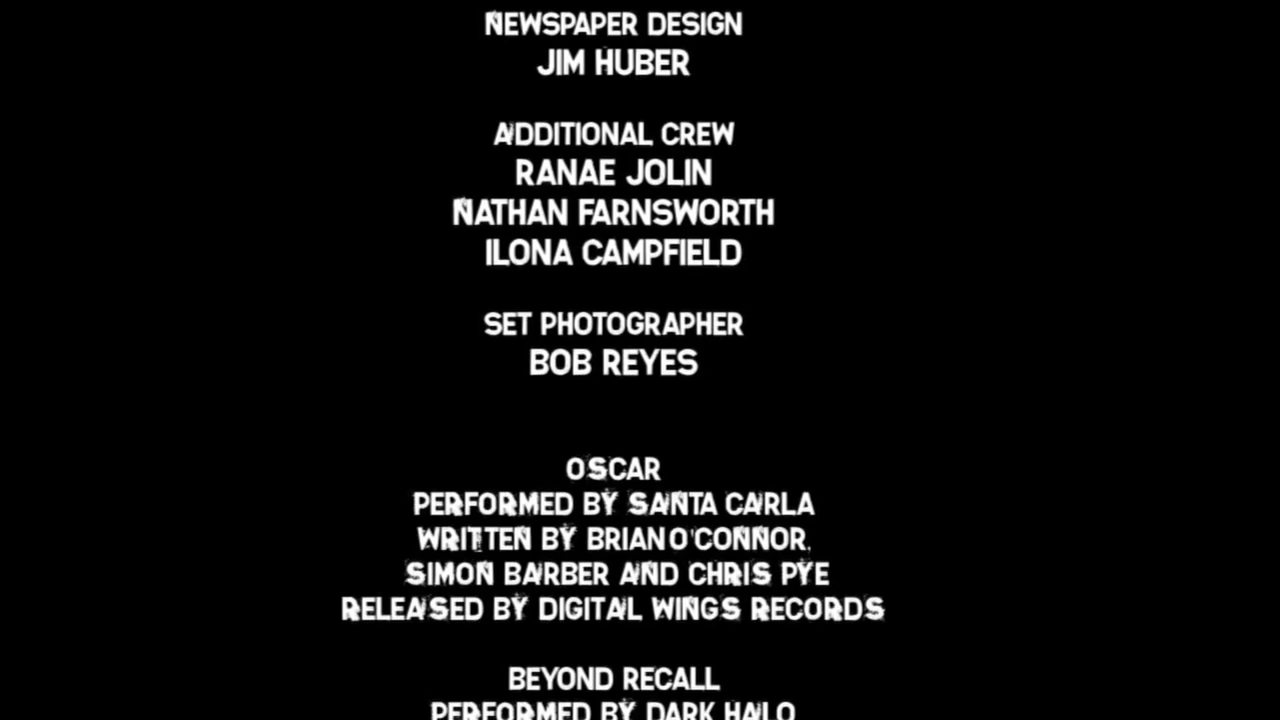 NEWSPAPER DESIGN
JIM HUBER
ADDITIONAL CREW
RANAE JOLIN
NATHAN FARNSWORTH
ILONA CAMPFIELD
SET PHOTOGRAPHER
BOB REYES
OSCAR
PERFORMED BY SANTA CARLA
WRITTEN BY BRIAN O'CONNOR,
SIMON BARBER AND CHRIS PYE
RELEASED BY DIGITAL WINGS RECORDS
BEYOND RECALL
PERFORMED BY DARK HALO